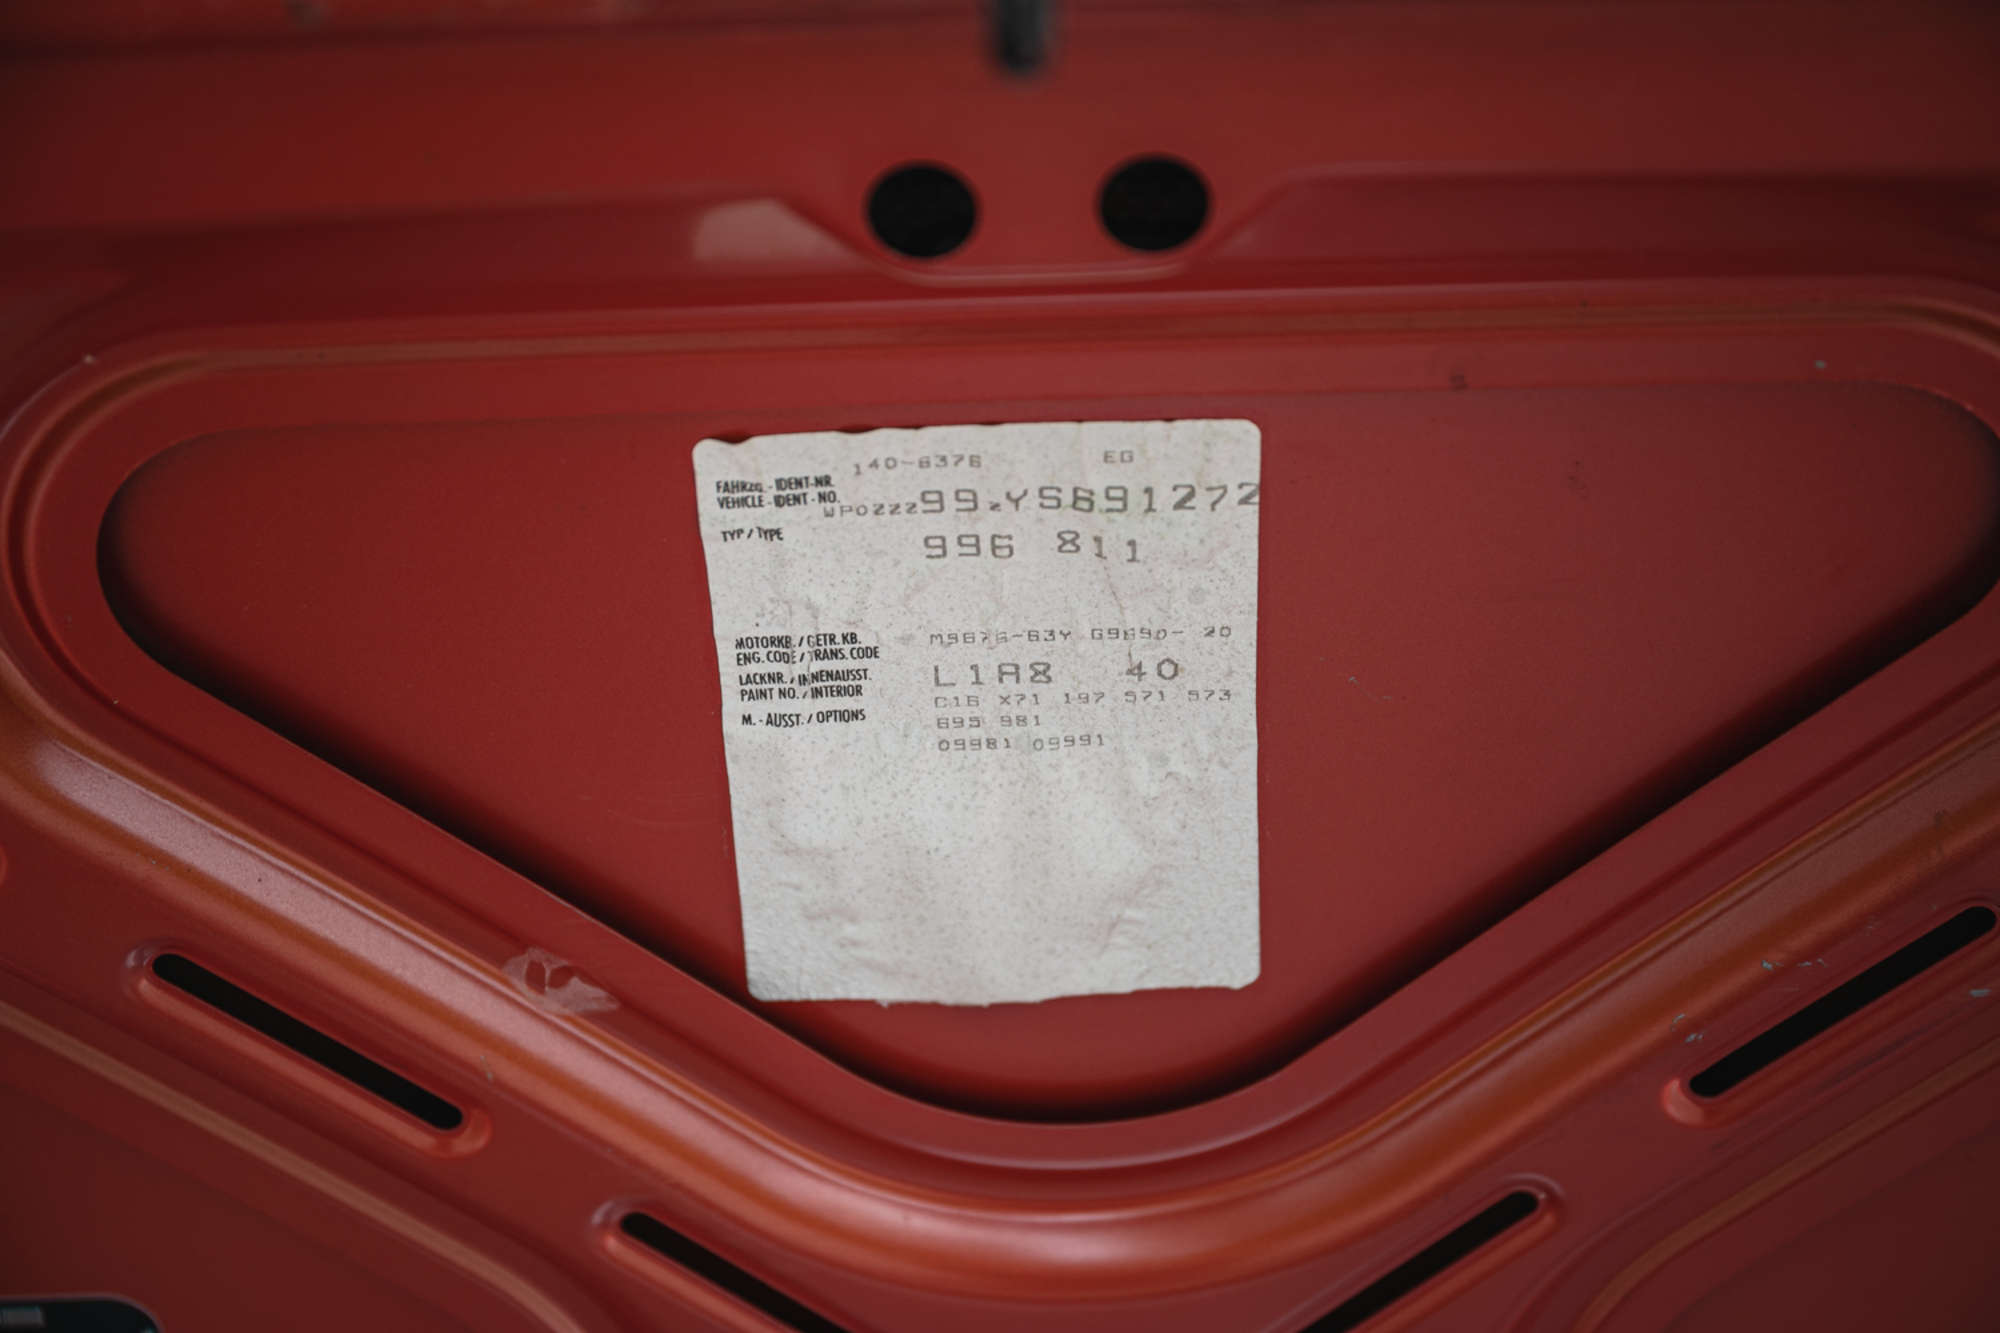 140-6376 EG
FAHRZG.-IDENT-NR.
VEHICLE-IDENT-NO. WP0ZZZ99ZYS691272
TYP / TYPE 996 811
MOTORKB. / GETR.KB. M9676-63Y G9690- 20
ENG.CODE / TRANS.CODE
LACKNR. / INNENAUSST. L1A8 40
PAINT NO. / INTERIOR C16 X71 197 571 573
M.-AUSST. / OPTIONS 695 981
09981 09991